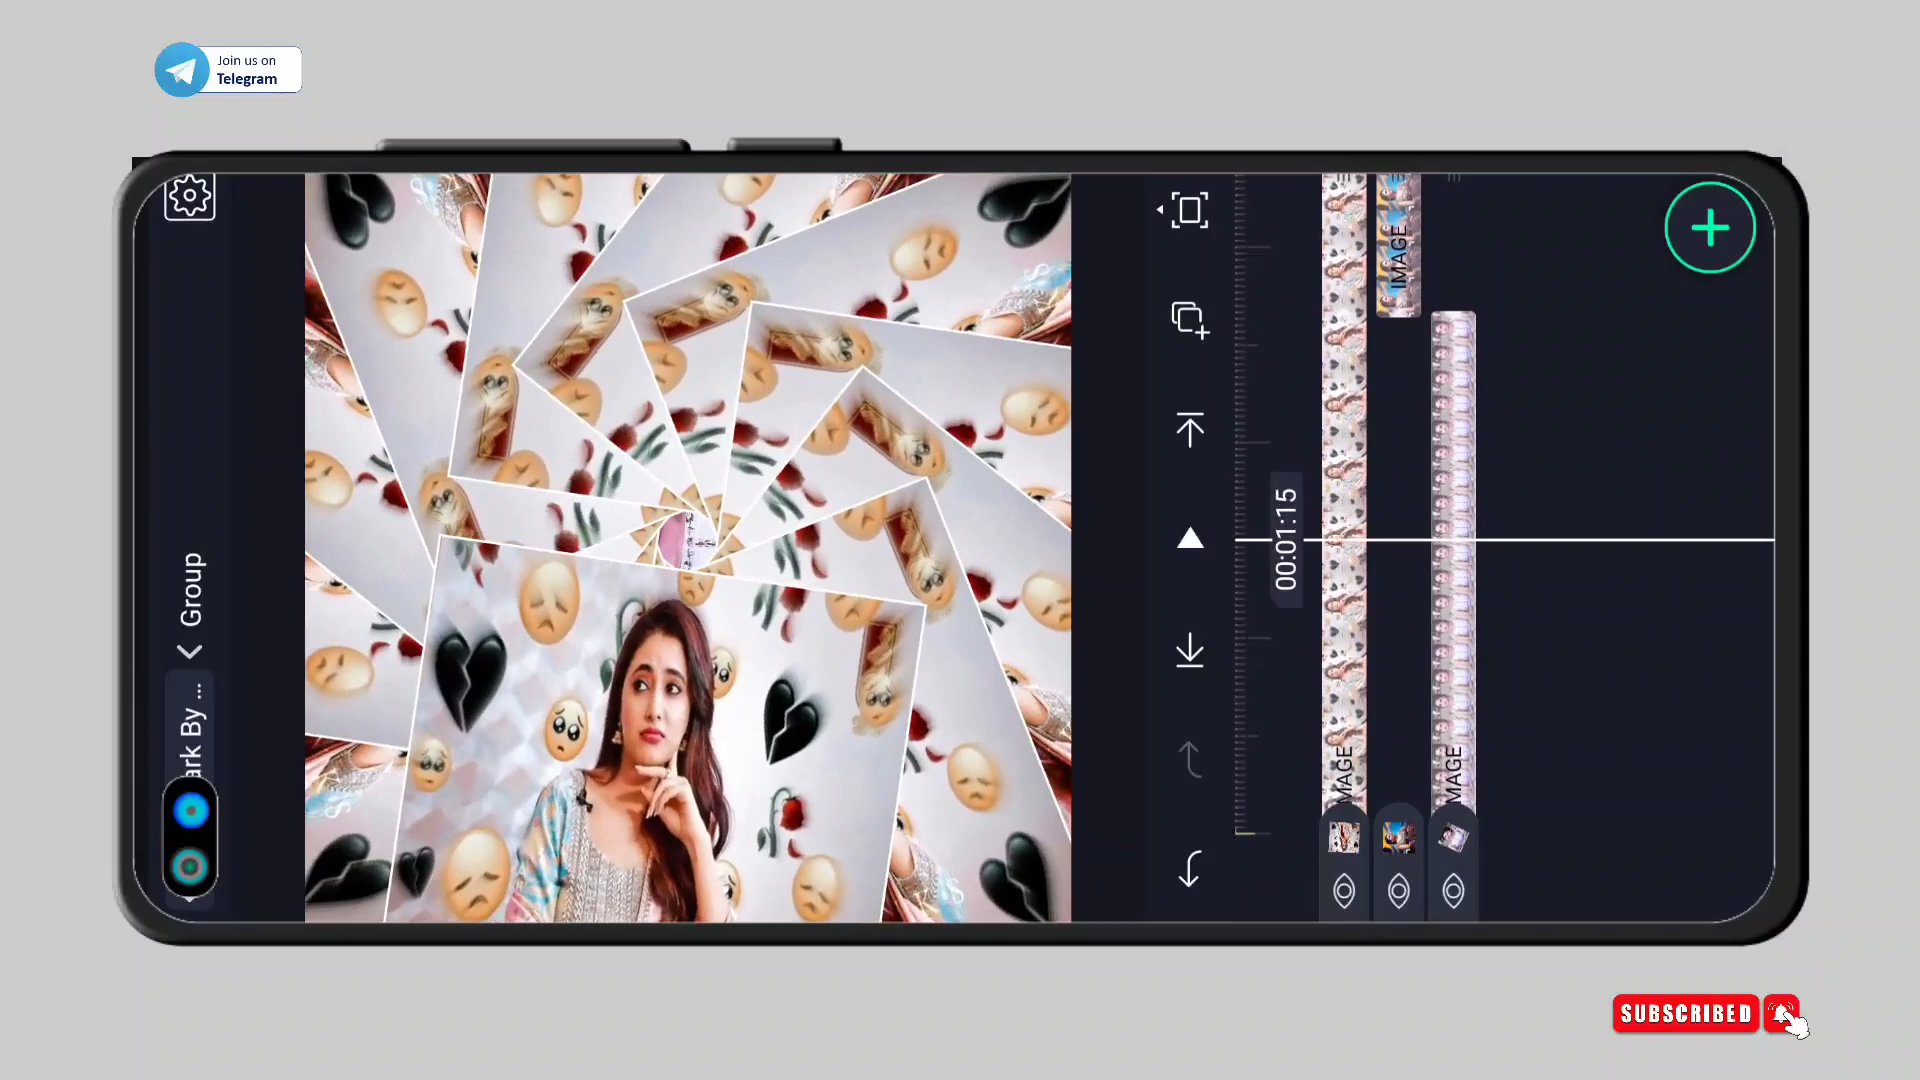 Join us on
Telegram
Group
ark By ...
00:01:15
IMAGE
MAGE
MAGE
SUBSCRIBED